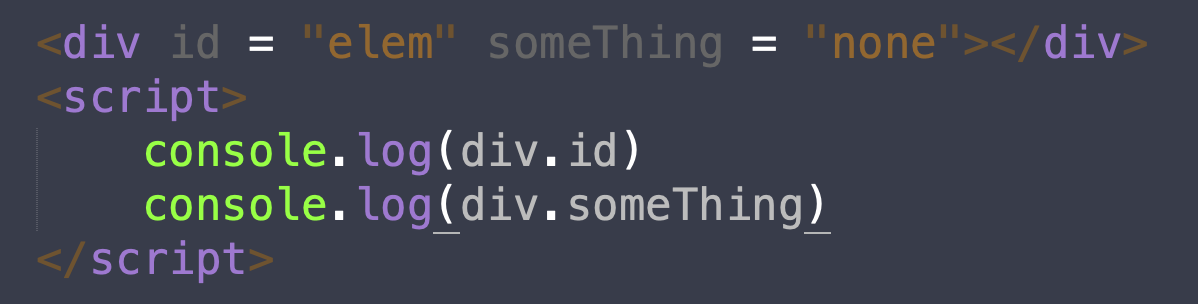 <div id = "elem" someThing = "none"></div>
<script>
console.log(div.id)
console.log(div.someThing)
</script>